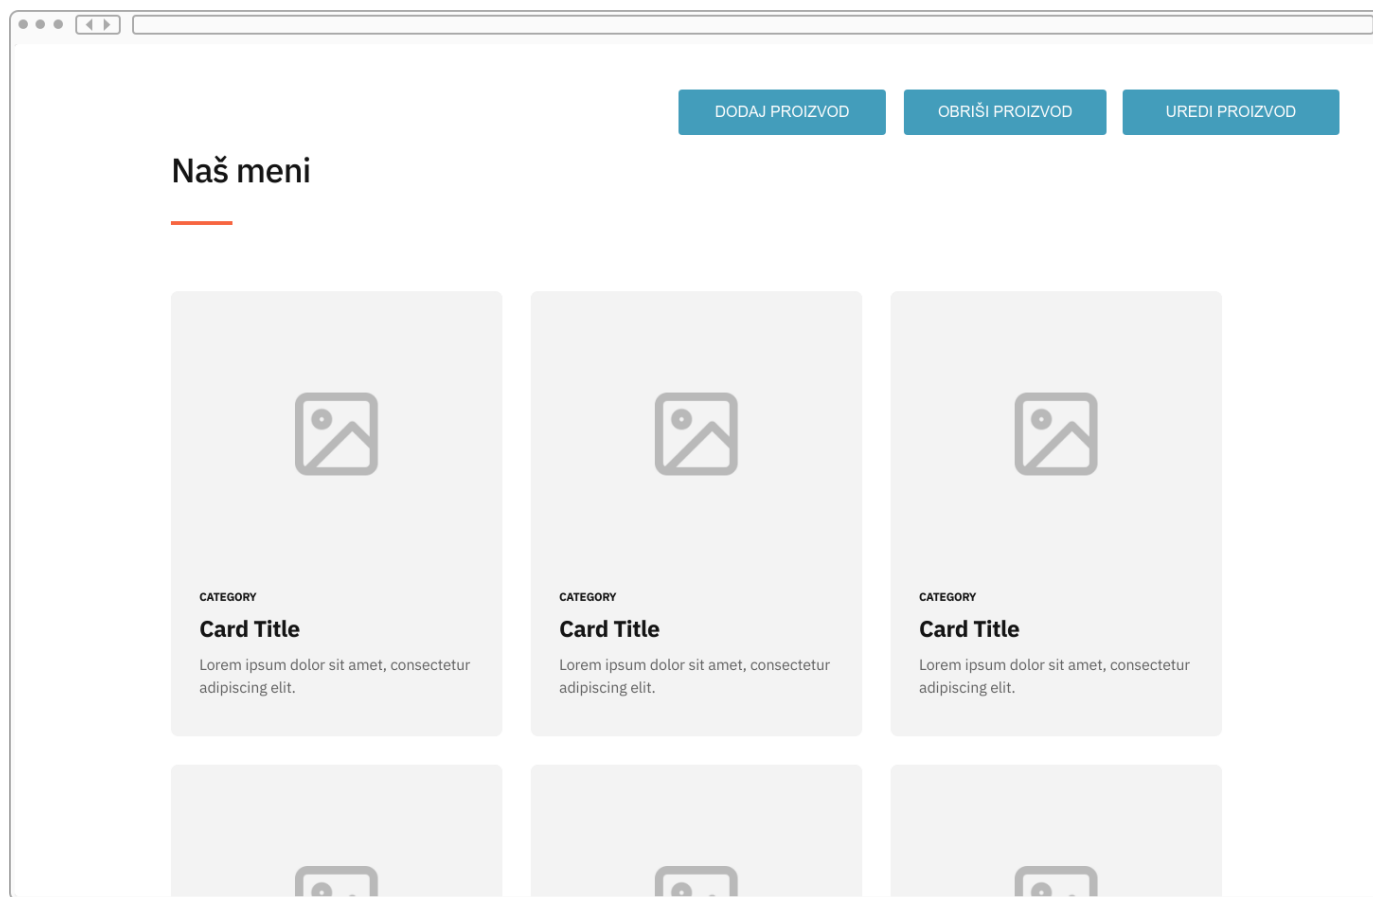 DODAJ PROIZVOD
OBRIŠI PROIZVOD
UREDI PROIZVOD
Naš meni
CATEGORY
Card Title
Lorem ipsum dolor sit amet, consectetur
adipiscing elit.
CATEGORY
Card Title
Lorem ipsum dolor sit amet, consectetur
adipiscing elit.
CATEGORY
Card Title
Lorem ipsum dolor sit amet, consectetur
adipiscing elit.